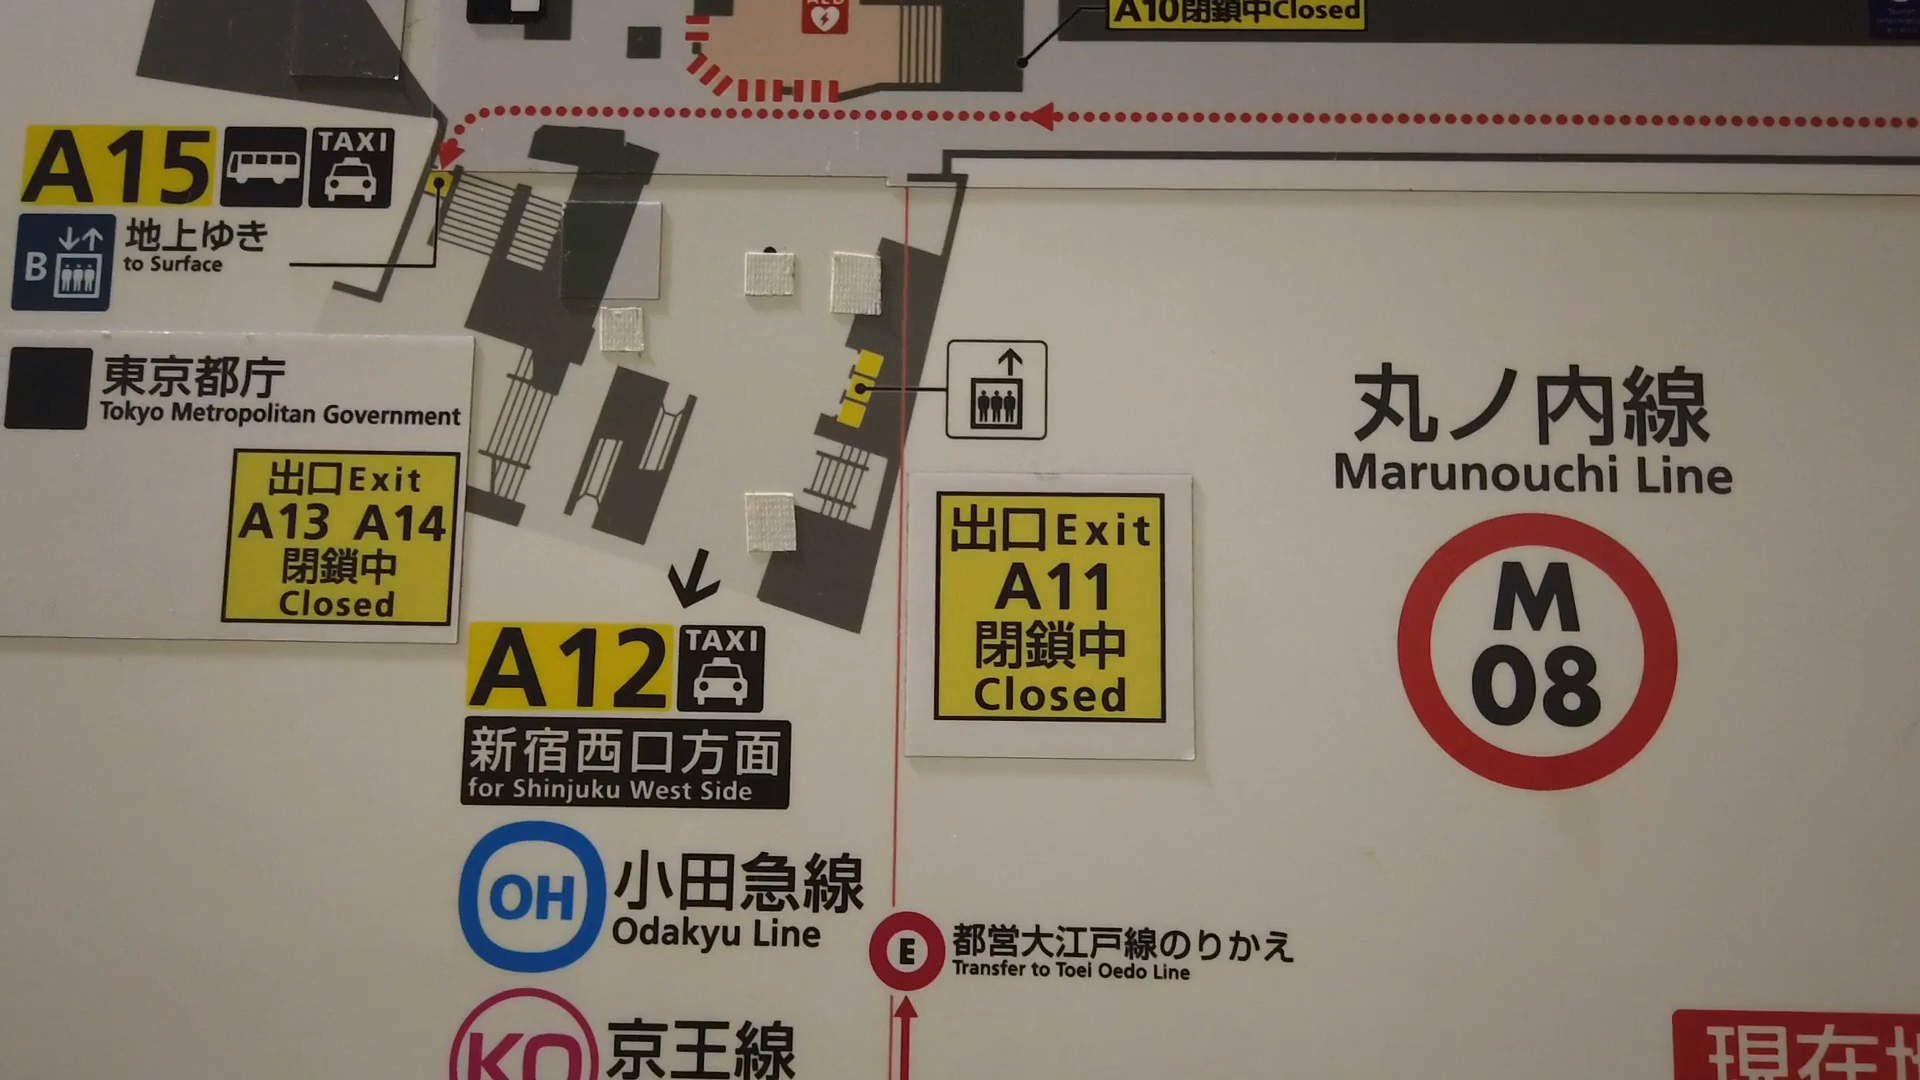 A10閉鎖中Closed
AED
A15
TAXI
B
地上ゆき
to Surface
東京都庁
Tokyo Metropolitan Government
出口Exit
A13 A14
閉鎖中
Closed
A12
TAXI
新宿西口方面
for Shinjuku West Side
出口Exit
A11
閉鎖中
Closed
丸ノ内線
Marunouchi Line
M
08
OH
小田急線
Odakyu Line
E
都営大江戸線のりかえ
Transfer to Toei Oedo Line
KO
京王線
現在地